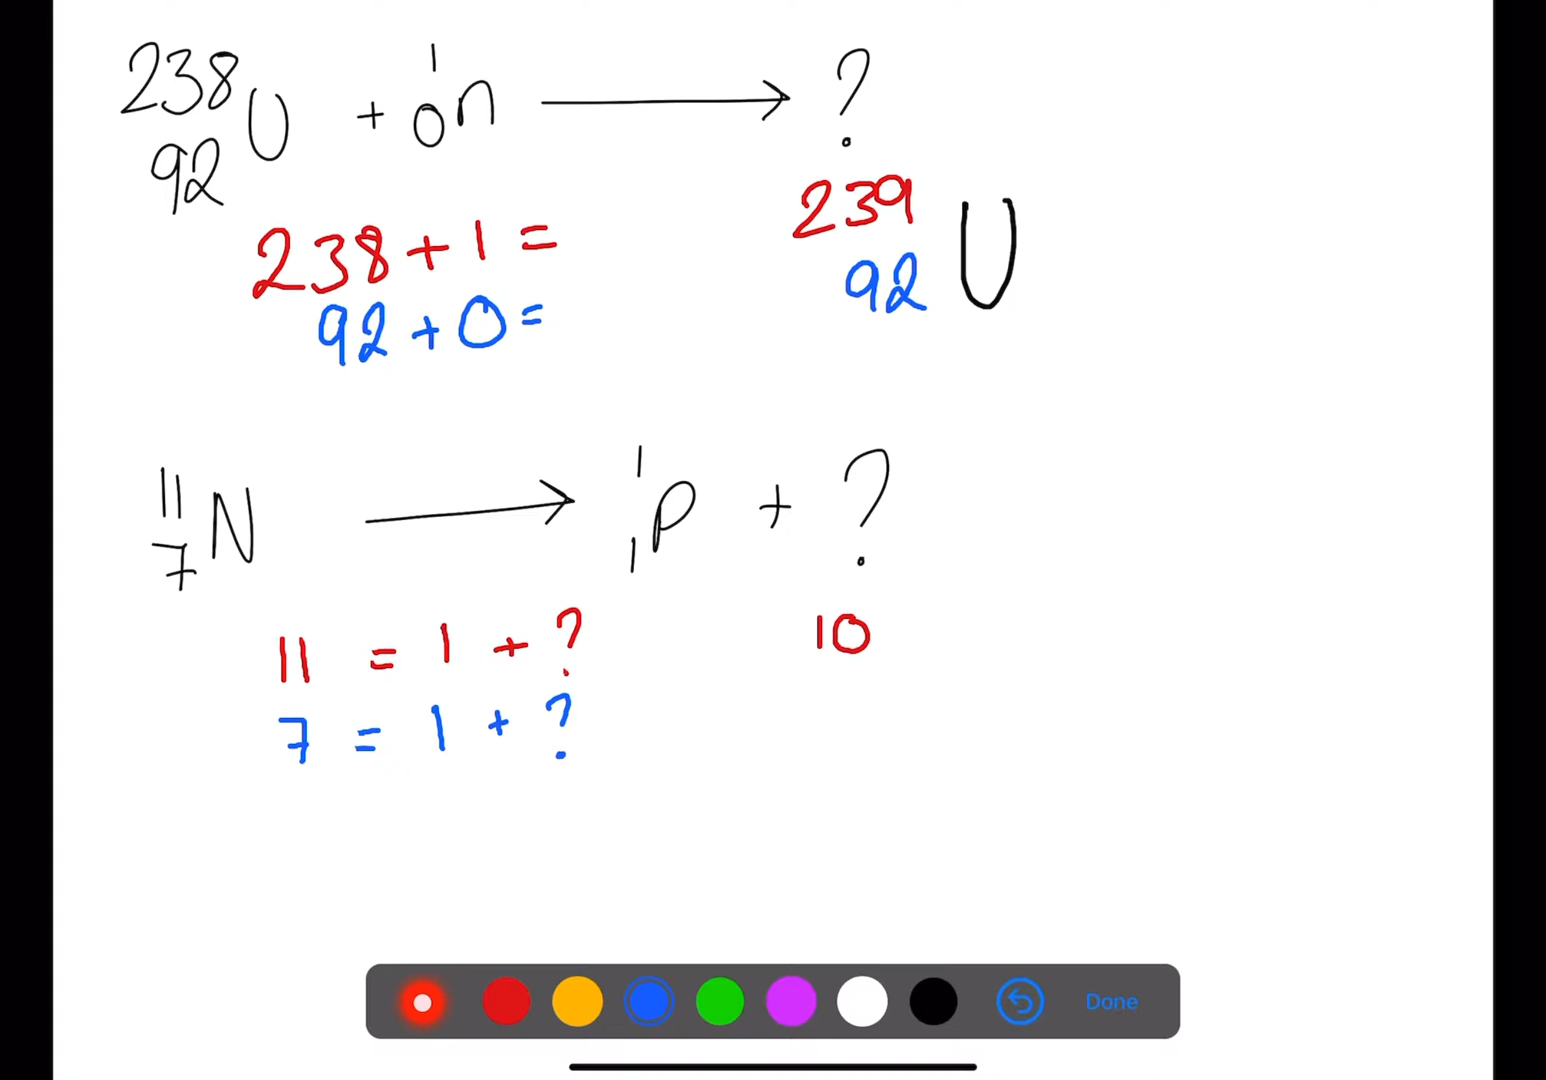 238 92 U + 1 0 n → ?
238 + 1 = 239
92 + 0 = 92 U
11 7 N → 1 1 p + ?
11 = 1 + ? 10
7 = 1 + ?
Done